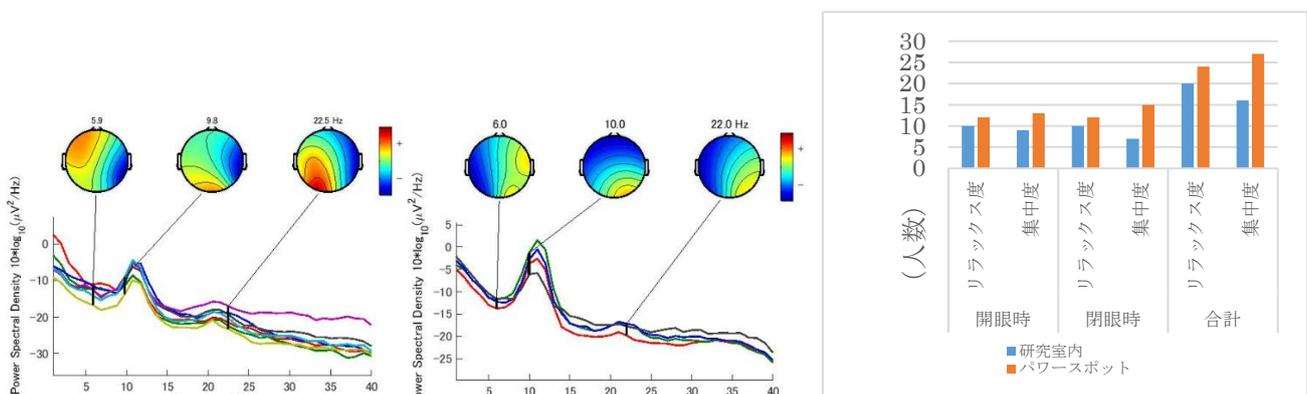 5.9
9.8
22.5 Hz
+
−
Power Spectral Density 10*log10(μV2/Hz)
0
−10
−20
−30
5 10 15 20 25 30 35 40
6.0
10.0
22.0 Hz
+
−
Power Spectral Density 10*log10(μV2/Hz)
5
0
−5
−10
−15
−20
−25
5 10 15 20 25 30 35 40
30
25
20
15
10
5
0
(人数)
リラックス度
集中度
リラックス度
集中度
リラックス度
集中度
開眼時 閉眼時 合計
研究室内
パワースポット